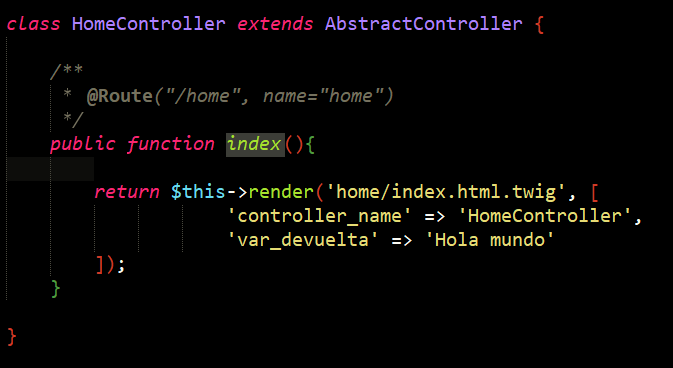 class HomeController extends AbstractController {
/**
* @Route("/home", name="home")
*/
public function index(){
return $this->render('home/index.html.twig', [
'controller_name' => 'HomeController',
'var_devuelta' => 'Hola mundo'
]);
}
}